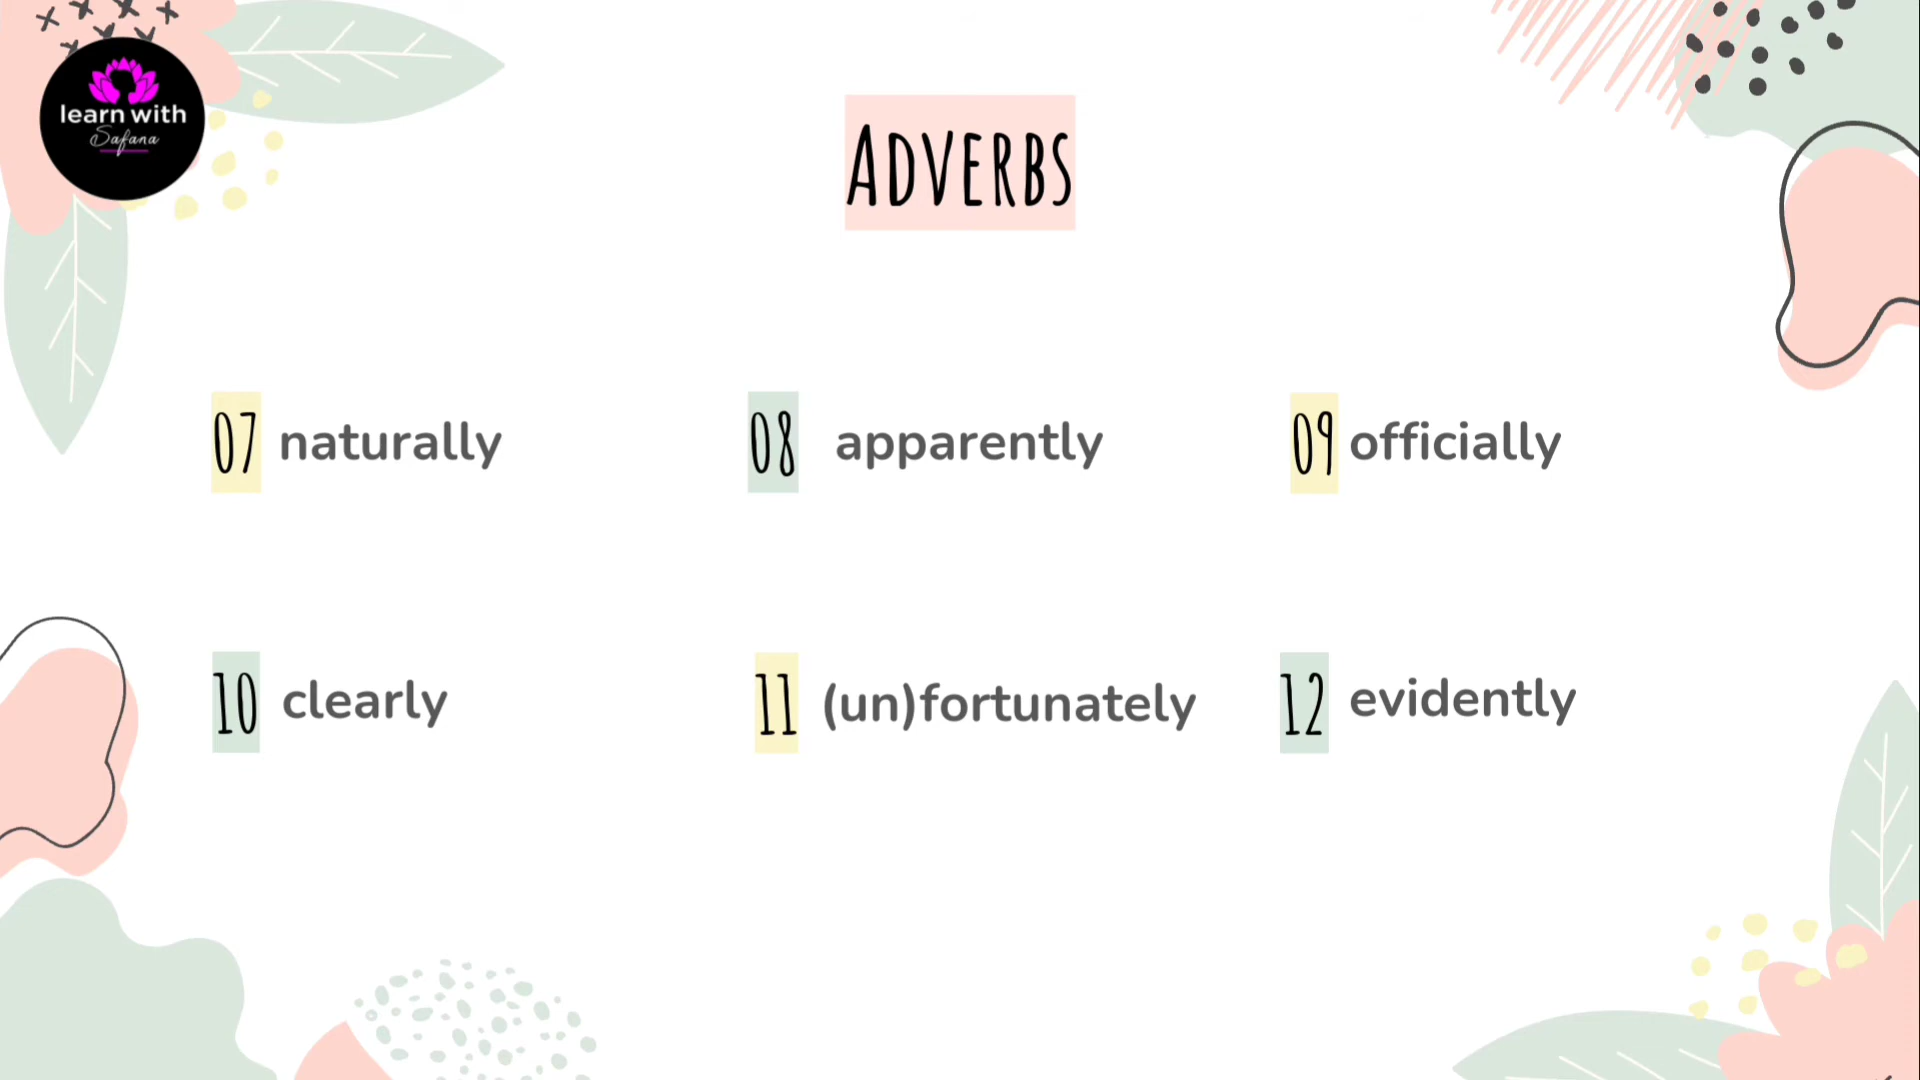 learn with
Safana
ADVERBS
07 naturally
08 apparently
09 officially
10 clearly
11 (un)fortunately
12 evidently